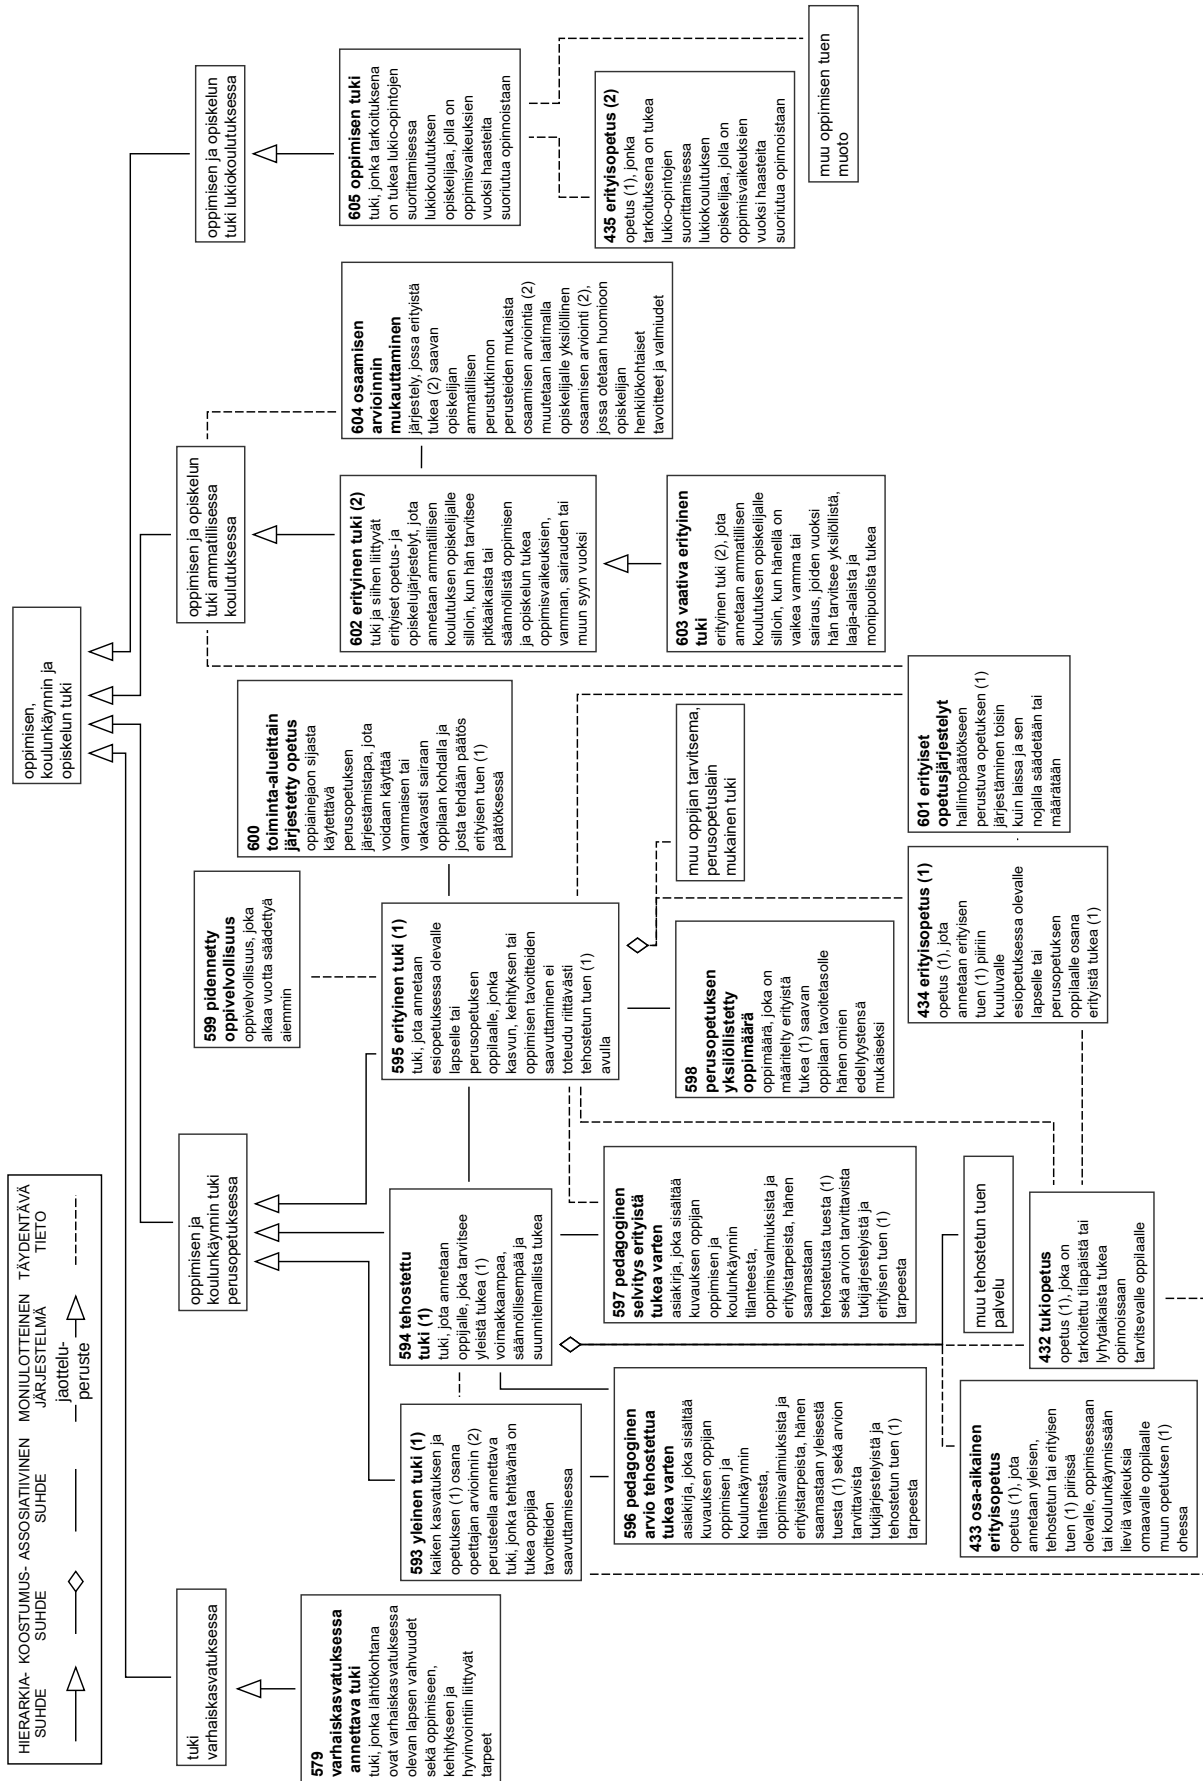 HIERARKIA-
SUHDE
KOOSTUMUS-
SUHDE
ASSOSIATIIVINEN
SUHDE
MONIULOTTEINEN
JÄRJESTELMÄ
jaottelu-
peruste
TÄYDENTÄVÄ
TIETO
oppimisen,
koulunkäynnin ja
opiskelun tuki
tuki
varhaiskasvatuksessa
oppimisen ja
koulunkäynnin tuki
perusopetuksessa
oppimisen ja opiskelun
tuki ammatillisessa
koulutuksessa
oppimisen ja opiskelun
tuki lukiokoulutuksessa
579
varhaiskasvatuksessa
annettava tuki
tuki, jonka lähtökohtana
ovat varhaiskasvatuksessa
olevan lapsen vahvuudet
sekä oppimiseen,
kehitykseen ja
hyvinvointiin liittyvät
tarpeet
593 yleinen tuki (1)
kaiken kasvatuksen ja
opetuksen (1) osana
opettajan arvioinnin (2)
perusteella annettava
tuki, jonka tehtävänä on
tukea oppijaa
tavoitteiden
saavuttamisessa
594 tehostettu
tuki (1)
tuki, jota annetaan
oppijalle, joka tarvitsee
yleistä tukea (1)
voimakkaampaa,
säännöllisempää ja
suunnitelmallista tukea
599 pidennetty
oppivelvollisuus
oppivelvollisuus, joka
alkaa vuotta säädettyä
aiemmin
595 erityinen tuki (1)
tuki, jota annetaan
esiopetuksessa olevalle
lapselle tai
perusopetuksen
oppilaalle, jonka
kasvun, kehityksen tai
oppimisen tavoitteiden
saavuttaminen ei
toteudu riittävästi
tehostetun tuen (1)
avulla
600
toiminta-alueittain
järjestetty opetus
oppiainejaon sijasta
käytettävä
perusopetuksen
järjestämistapa, jota
voidaan käyttää
vammaisen tai
vakavasti sairaan
oppilaan kohdalla ja
josta tehdään päätös
erityisen tuen (1)
päätöksessä
602 erityinen tuki (2)
tuki ja siihen liittyvät
erityiset opetus- ja
opiskelujärjestelyt, jota
annetaan ammatillisen
koulutuksen opiskelijalle
silloin, kun hän tarvitsee
pitkäaikaista tai
säännöllistä oppimisen
ja opiskelun tukea
oppimisvaikeuksien,
vamman, sairauden tai
muun syyn vuoksi
604 osaamisen
arvioinnin
mukauttaminen
järjestely, jossa erityistä
tukea (2) saavan
opiskelijan
ammatillisen
perustutkinnon
perusteiden mukaista
osaamisen arviointia (2)
muutetaan laatimalla
opiskelijalle yksilöllinen
osaamisen arviointi (2),
jossa otetaan huomioon
opiskelijan
henkilökohtaiset
tavoitteet ja valmiudet
605 oppimisen tuki
tuki, jonka tarkoituksena
on tukea lukio-opintojen
suorittamisessa
lukiokoulutuksen
opiskelijaa, jolla on
oppimisvaikeuksien
vuoksi haasteita
suoriutua opinnoistaan
596 pedagoginen
arvio tehostettua
tukea varten
asiakirja, joka sisältää
kuvauksen oppijan
oppimisen ja
koulunkäynnin
tilanteesta,
oppimisvalmiuksista ja
erityistarpeista, hänen
saamastaan yleisestä
tuesta (1) sekä arvion
tarvittavista
tukijärjestelyistä ja
tehostetun tuen (1)
tarpeesta
597 pedagoginen
selvitys erityistä
tukea varten
asiakirja, joka sisältää
kuvauksen oppijan
oppimisen ja
koulunkäynnin
tilanteesta,
oppimisvalmiuksista ja
erityistarpeista, hänen
saamastaan
tehostetusta tuesta (1)
sekä arvion tarvittavista
tukijärjestelyistä ja
erityisen tuen (1)
tarpeesta
598
perusopetuksen
yksilöllistetty
oppimäärä
oppimäärä, joka on
määritelty erityistä
tukea (1) saavan
oppilaan tavoitetasolle
hänen omien
edellytystensä
mukaiseksi
muu oppijan tarvitsema,
perusopetuslain
mukainen tuki
603 vaativa erityinen
tuki
erityinen tuki (2), jota
annetaan ammatillisen
koulutuksen opiskelijalle
silloin, kun hänellä on
vaikea vamma tai
sairaus, joiden vuoksi
hän tarvitsee yksilöllistä,
laaja-alaista ja
monipuolista tukea
435 erityisopetus (2)
opetus (1), jonka
tarkoituksena on tukea
lukio-opintojen
suorittamisessa
lukiokoulutuksen
opiskelijaa, jolla on
oppimisvaikeuksien
vuoksi haasteita
suoriutua opinnoistaan
muu oppimisen tuen
muoto
433 osa-aikainen
erityisopetus
opetus (1), jota
annetaan yleisen,
tehostetun tai erityisen
tuen (1) piirissä
olevalle, oppimisessaan
tai koulunkäynnissään
lieviä vaikeuksia
omaavalle oppilaalle
muun opetuksen (1)
ohessa
muu tehostetun tuen
palvelu
432 tukiopetus
opetus (1), joka on
tarkoitettu tilapäistä tai
lyhytaikaista tukea
opinnoissaan
tarvitsevalle oppilaalle
434 erityisopetus (1)
opetus (1), jota
annetaan erityisen
tuen (1) piiriin
kuuluvalle
esiopetuksessa olevalle
lapselle tai
perusopetuksen
oppilaalle osana
erityistä tukea (1)
601 erityiset
opetusjärjestelyt
hallintopäätökseen
perustuva opetuksen (1)
järjestäminen toisin
kuin laissa ja sen
nojalla säädetään tai
määrätään